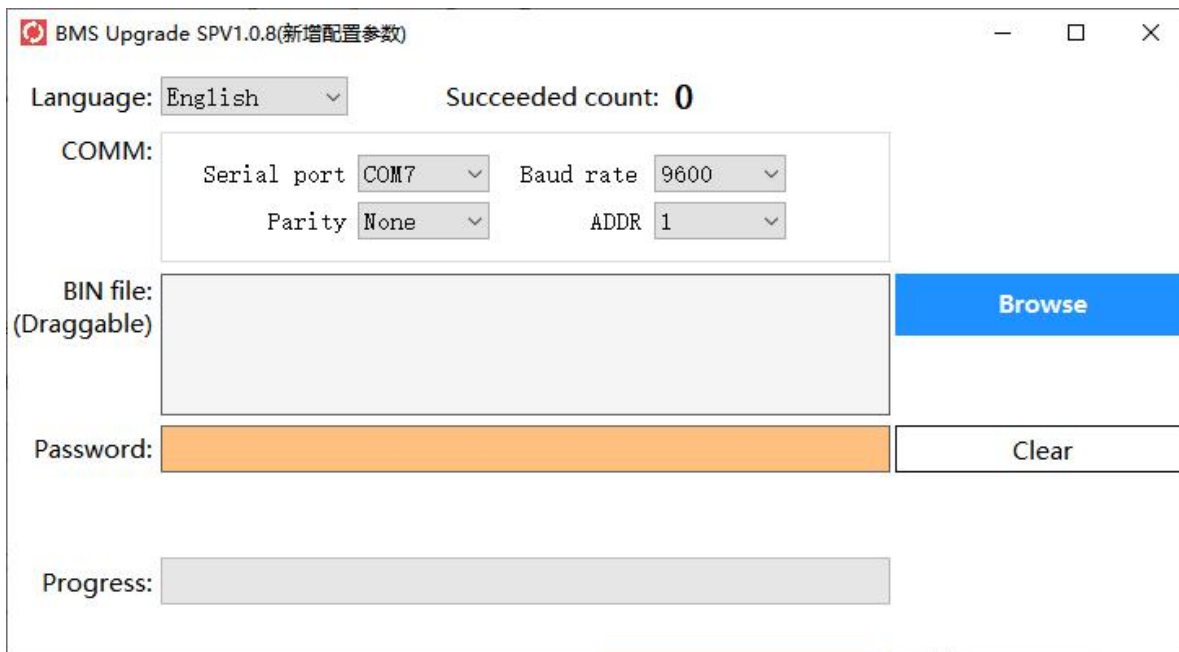 BMS Upgrade SPV1.0.8(新增配置参数)
Language: English Succeeded count: 0
COMM:
Serial port COM7 Baud rate 9600
Parity None ADDR 1
BIN file: Browse
(Draggable)
Password: Clear
Progress: